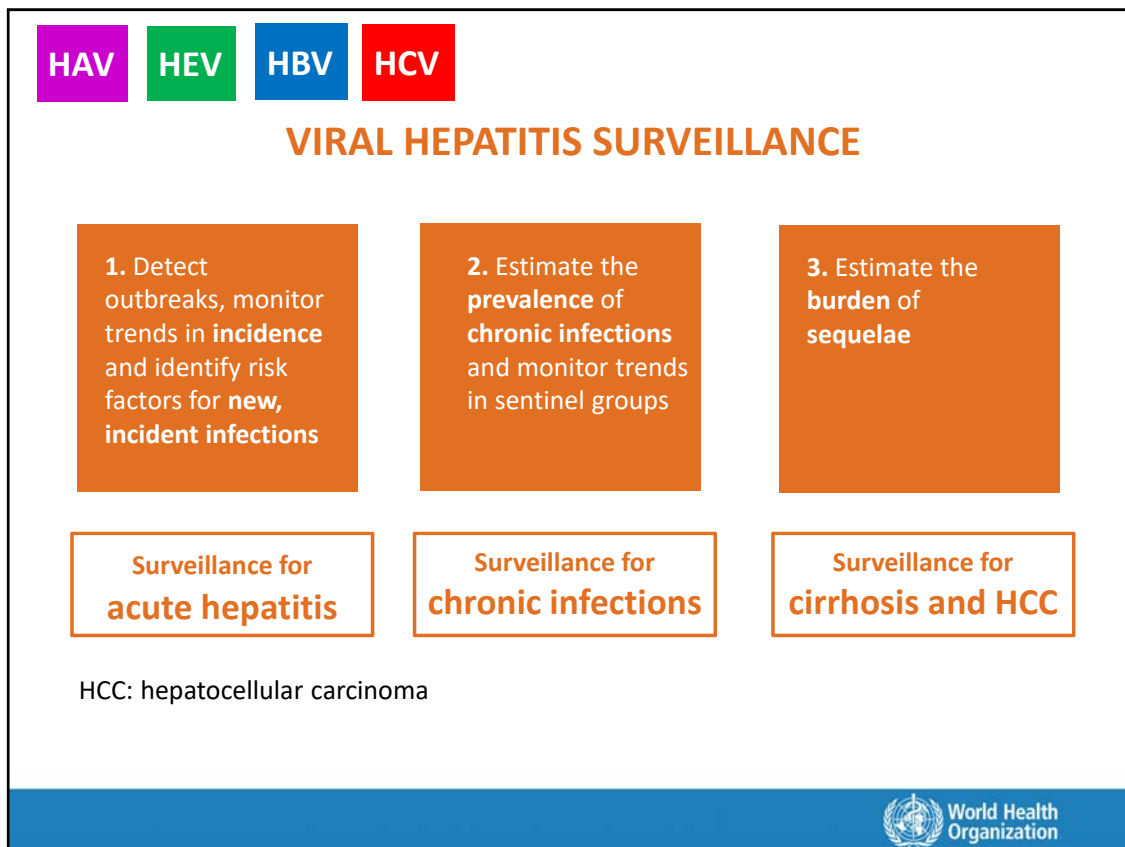 HAV HEV HBV HCV
VIRAL HEPATITIS SURVEILLANCE
1. Detect
outbreaks, monitor
trends in incidence
and identify risk
factors for new,
incident infections
2. Estimate the
prevalence of
chronic infections
and monitor trends
in sentinel groups
3. Estimate the
burden of
sequelae
Surveillance for
acute hepatitis
Surveillance for
chronic infections
Surveillance for
cirrhosis and HCC
HCC: hepatocellular carcinoma
World Health
Organization